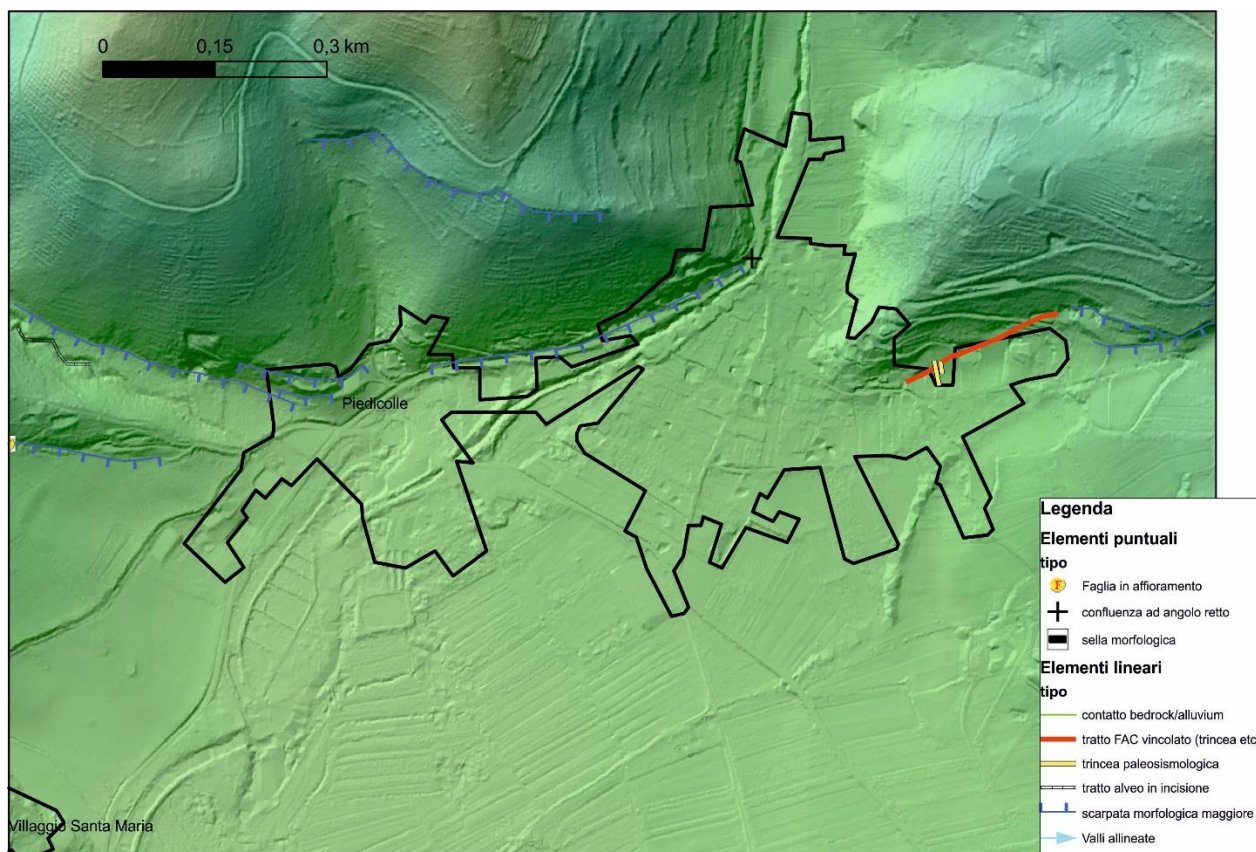 0 0,15 0,3 km
Piedicolle
Villaggio Santa Maria
Legenda
Elementi puntuali
tipo
F Faglia in affioramento
confluenza ad angolo retto
sella morfologica
Elementi lineari
tipo
contatto bedrock/alluvium
tratto FAC vincolato (trincea etc
trincea paleosismologica
tratto alveo in incisione
scarpata morfologica maggiore
Valli allineate